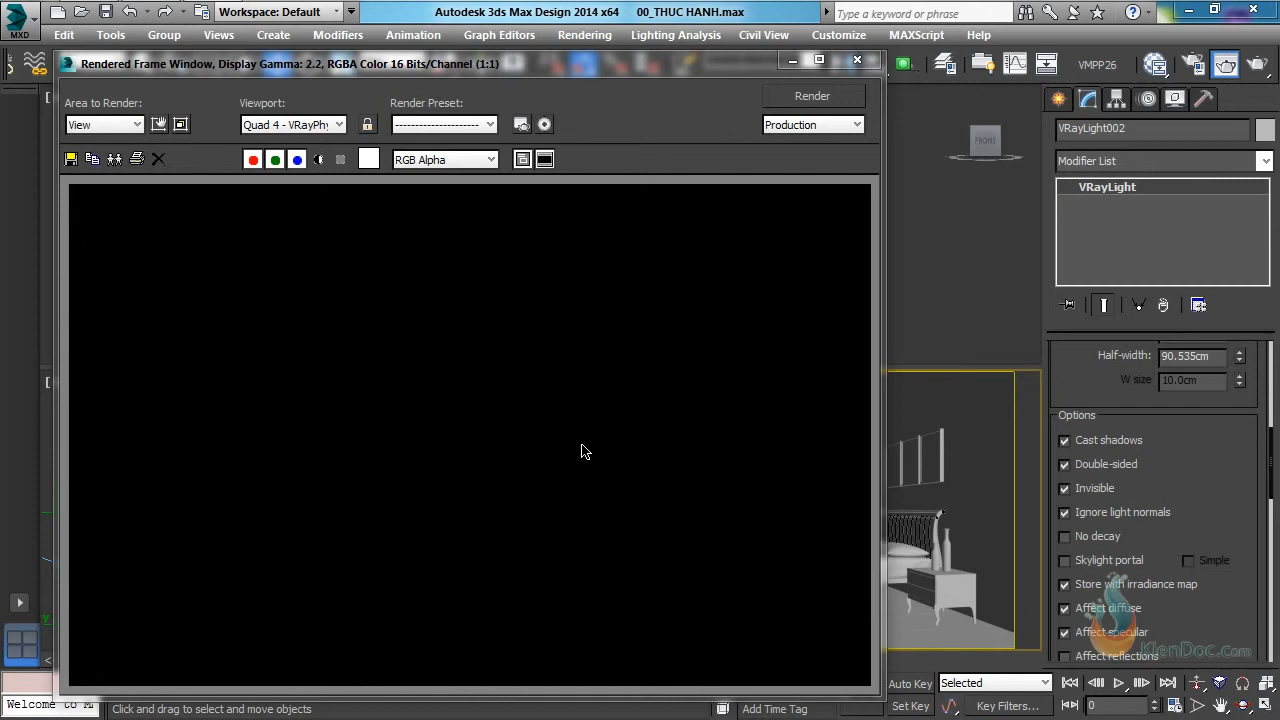 MXD
Workspace: Default
Autodesk 3ds Max Design 2014 x64 00_THUC HANH.max
Type a keyword or phrase
Edit Tools Group Views Create Modifiers Animation Graph Editors Rendering Lighting Analysis Civil View Customize MAXScript Help
Rendered Frame Window, Display Gamma: 2.2, RGBA Color 16 Bits/Channel (1:1)
VMPP26
Area to Render: Viewport: Render Preset: Render
View Quad 4 - VRayPhy Production
RGB Alpha
FRONT
VRayLight002
Modifier List
VRayLight
Half-width: 90.535cm
W size 10.0cm
Options
Cast shadows
Double-sided
Invisible
Ignore light normals
No decay
Skylight portal Simple
Store with irradiance map
Affect diffuse
Affect specular
Affect reflections
KienDoc.com
Auto Key Selected
Set Key Key Filters... 0
Welcome to M
Click and drag to select and move objects
Add Time Tag